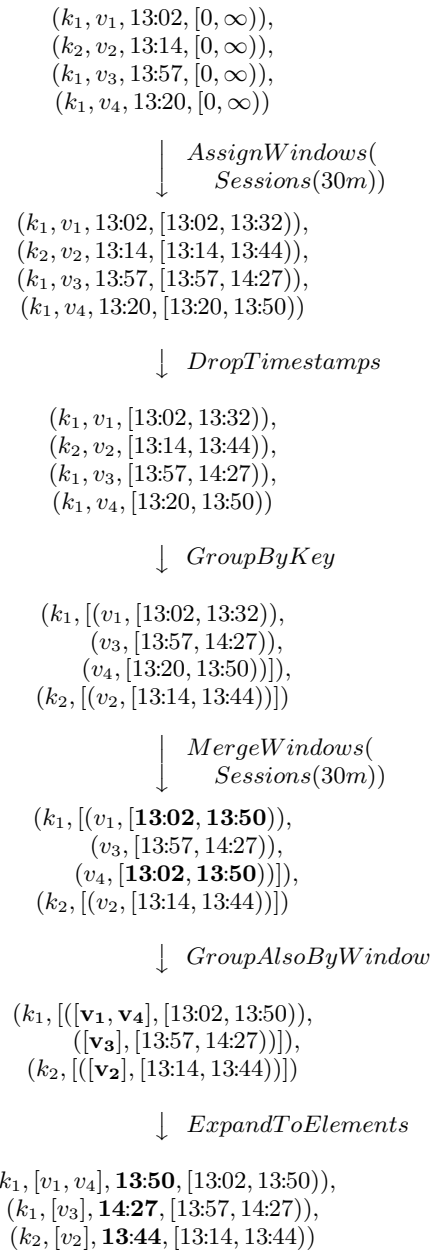 (k₁, v₁, 13:02, [0, ∞)),
(k₂, v₂, 13:14, [0, ∞)),
(k₁, v₃, 13:57, [0, ∞)),
(k₁, v₄, 13:20, [0, ∞))
AssignWindows(
Sessions(30m))
(k₁, v₁, 13:02, [13:02, 13:32)),
(k₂, v₂, 13:14, [13:14, 13:44)),
(k₁, v₃, 13:57, [13:57, 14:27)),
(k₁, v₄, 13:20, [13:20, 13:50))
DropTimestamps
(k₁, v₁, [13:02, 13:32)),
(k₂, v₂, [13:14, 13:44)),
(k₁, v₃, [13:57, 14:27)),
(k₁, v₄, [13:20, 13:50))
GroupByKey
(k₁, [(v₁, [13:02, 13:32)),
(v₃, [13:57, 14:27)),
(v₄, [13:20, 13:50))]),
(k₂, [(v₂, [13:14, 13:44))])
MergeWindows(
Sessions(30m))
(k₁, [(v₁, [13:02, 13:50)),
(v₃, [13:57, 14:27)),
(v₄, [13:02, 13:50))]),
(k₂, [(v₂, [13:14, 13:44))])
GroupAlsoByWindow
(k₁, [([v₁, v₄], [13:02, 13:50)),
([v₃], [13:57, 14:27))]),
(k₂, [([v₂], [13:14, 13:44))])
ExpandToElements
k₁, [v₁, v₄], 13:50, [13:02, 13:50)),
(k₁, [v₃], 14:27, [13:57, 14:27)),
(k₂, [v₂], 13:44, [13:14, 13:44))